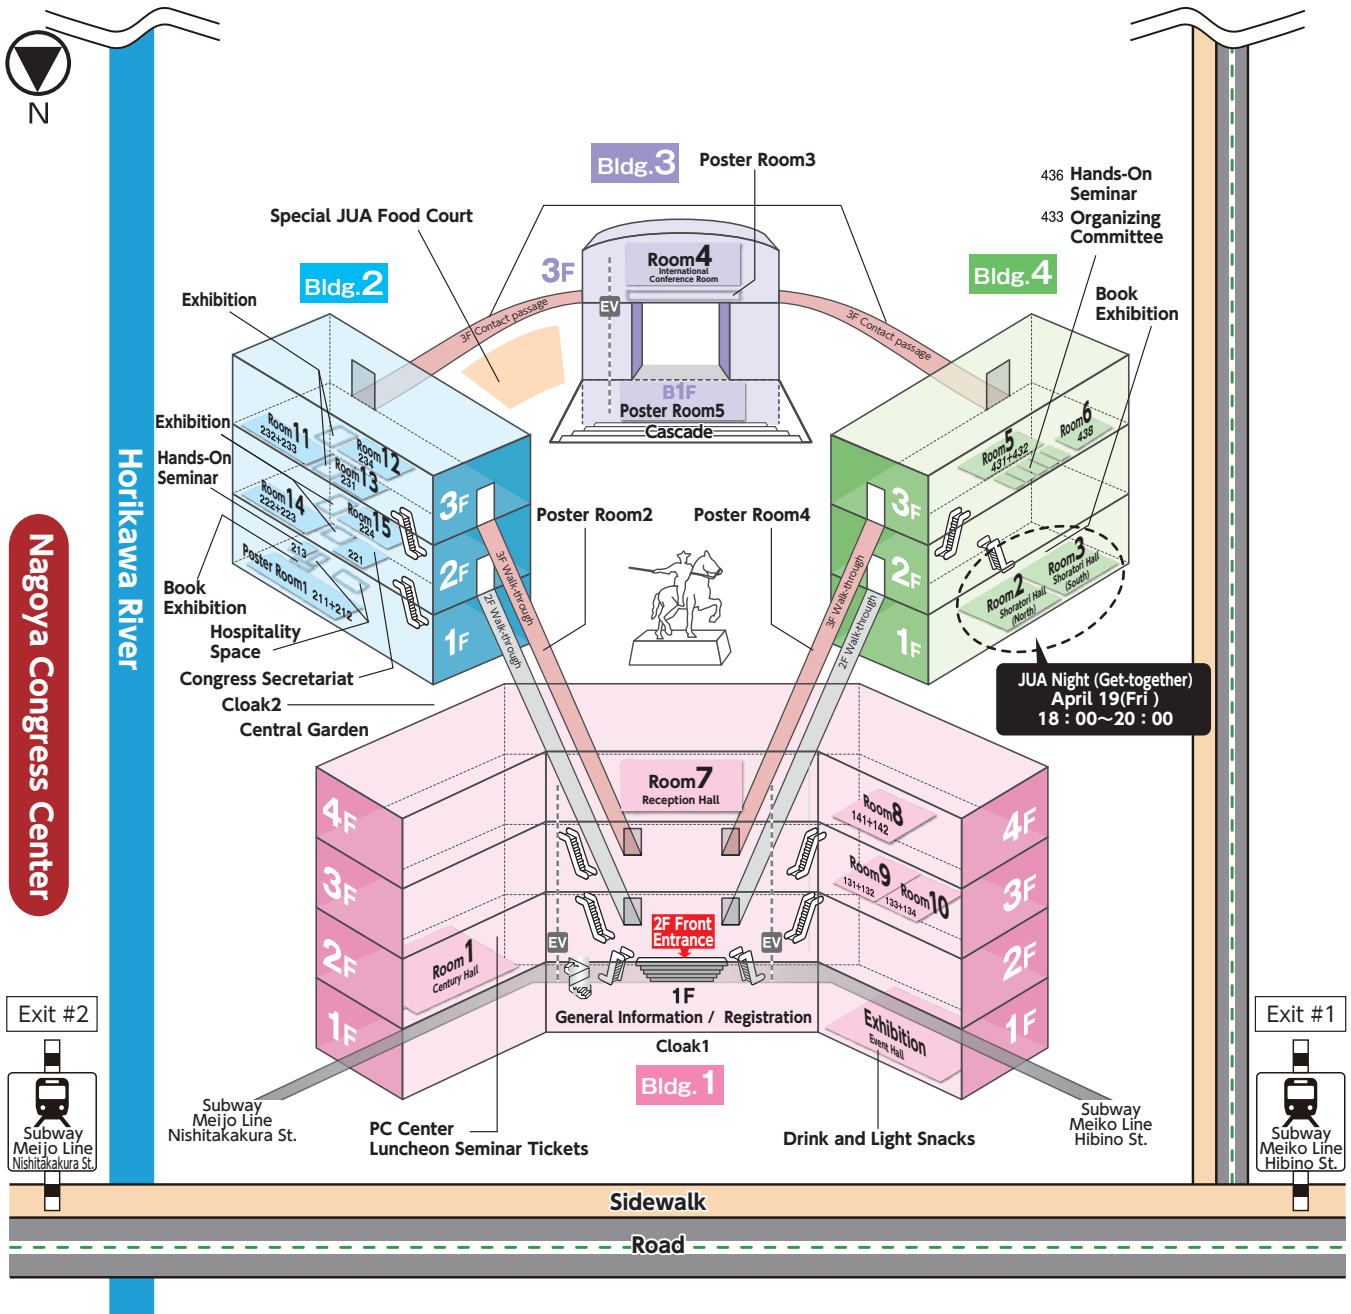 N
Bldg.3
Poster Room3
436 Hands-On
Seminar
433 Organizing
Committee
Special JUA Food Court
Bldg.2
Bldg.4
3F
Room4
International
Conference Room
EV
3F Contact passage
3F Contact passage
Exhibition
Book
Exhibition
B1F
Poster Room5
Cascade
Exhibition
Hands-On
Seminar
Room11
232+233
Room12
234
Room13
231
Room14
222+223
Room15
224
221
213
Poster Room1 211+212
3F
2F
1F
Room5
431+432
Room6
438
3F
2F
1F
Room3
Shoratori Hall
(South)
Room2
Shoratori Hall
(North)
Poster Room2
Poster Room4
3F Walk-through
2F Walk-through
3F Walk-through
2F Walk-through
Book
Exhibition
Hospitality
Space
Congress Secretariat
Cloak2
Central Garden
JUA Night (Get-together)
April 19(Fri )
18：00～20：00
Horikawa River
Nagoya Congress Center
Room7
Reception Hall
4F
3F
2F
1F
Room8
141+142
Room9
131+132
Room10
133+134
4F
3F
2F
1F
2F Front
Entrance
EV
EV
Room1
Century Hall
1F
General Information / Registration
Cloak1
Exhibition
Event Hall
Bldg.1
Exit #2
Subway
Meijo Line
Nishitakakura St.
Subway
Meijo Line
Nishitakakura St.
PC Center
Luncheon Seminar Tickets
Drink and Light Snacks
Subway
Meiko Line
Hibino St.
Exit #1
Subway
Meiko Line
Hibino St.
Sidewalk
Road